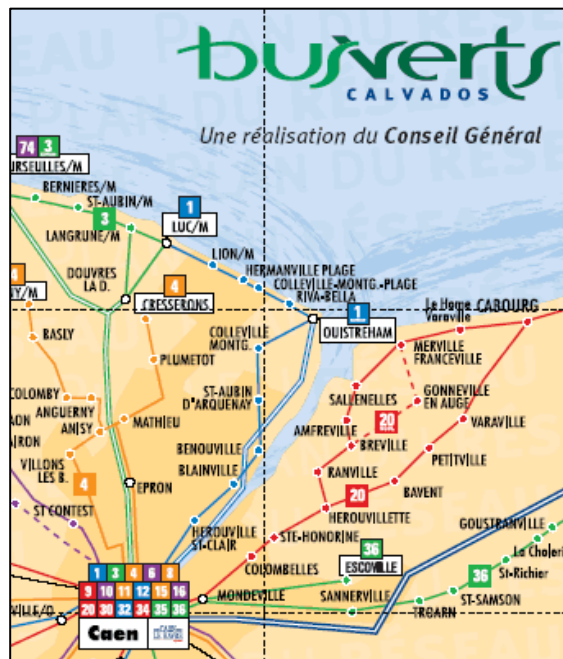 busverts
CALVADOS
Une réalisation du Conseil Général
PLAN DU RESEAU
74 3
BERNIERES/M
ST-AUBIN/M
3
LANGRUNE/M
1
LUC/M
DOUVRES
LA D.
LION/M
HERMANVILLE PLAGE
COLLEVILLE-MONTG.-PLAGE
RIVA-BELLA
4
CRESSERONS
1
OUISTREHAM
Le Home
Varaville
CABOURG
BASLY
PLUMETOT
COLLEVILLE
MONTG.
MERVILLE
FRANCEVILLE
COLOMBY
ANGUERNY
ANISY
MATHIEU
ST-AUBIN
D'ARQUENAY
SALLENELLES
GONNEVILLE
EN AUGE
AMFREVILLE
20
BREVILLE
VARAVILLE
VILLONS
LES B.
4
BENOUVILLE
BLAINVILLE
RANVILLE
PETITVILLE
EPRON
20
BAVENT
HEROUVILLETTE
ST CONTEST
HEROUVILLE
ST-CLAIR
STE-HONORINE
GOUSTRANVILLE
COLOMBELLES
36
ESCOVILLE
St-Richier
1 3 4 6 8
9 10 11 12 15 16
20 30 32 34 35 36
Caen
MONDEVILLE
SANNERVILLE
36
ST-SAMSON
TROARN